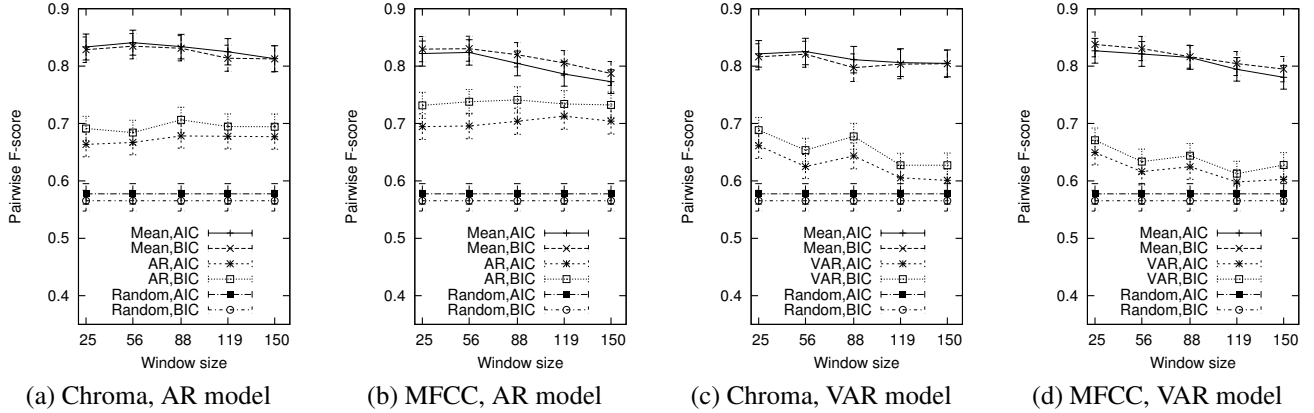 0.9
0.8
0.7
0.6
0.5
0.4
Pairwise F-score
Mean,AIC
Mean,BIC
AR,AIC
AR,BIC
Random,AIC
Random,BIC
25 56 88 119 150
Window size
(a) Chroma, AR model
0.9
0.8
0.7
0.6
0.5
0.4
Pairwise F-score
Mean,AIC
Mean,BIC
AR,AIC
AR,BIC
Random,AIC
Random,BIC
25 56 88 119 150
Window size
(b) MFCC, AR model
0.9
0.8
0.7
0.6
0.5
0.4
Pairwise F-score
Mean,AIC
Mean,BIC
VAR,AIC
VAR,BIC
Random,AIC
Random,BIC
25 56 88 119 150
Window size
(c) Chroma, VAR model
0.9
0.8
0.7
0.6
0.5
0.4
Pairwise F-score
Mean,AIC
Mean,BIC
VAR,AIC
VAR,BIC
Random,AIC
Random,BIC
25 56 88 119 150
Window size
(d) MFCC, VAR model